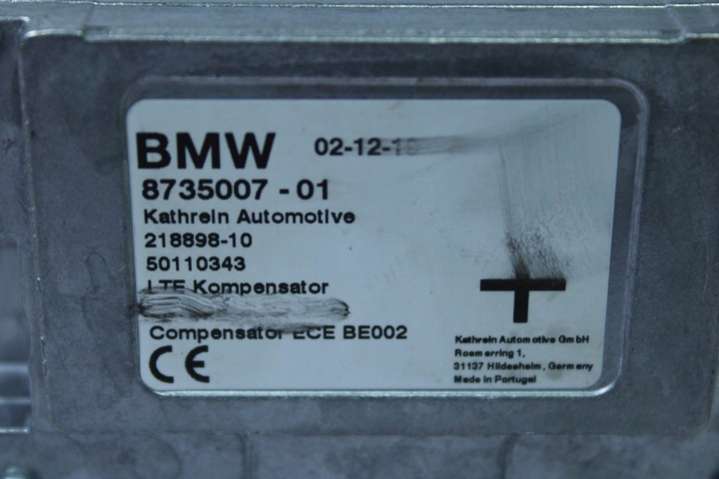 BMW 02-12-1
8735007 - 01
Kathrein Automotive
218898-10
50110343
LTE Kompensator
Compensator ECE BE002
CE
Kathrein Automotive GmbH
Roemerring 1,
31137 Hildesheim, Germany
Made in Portugal